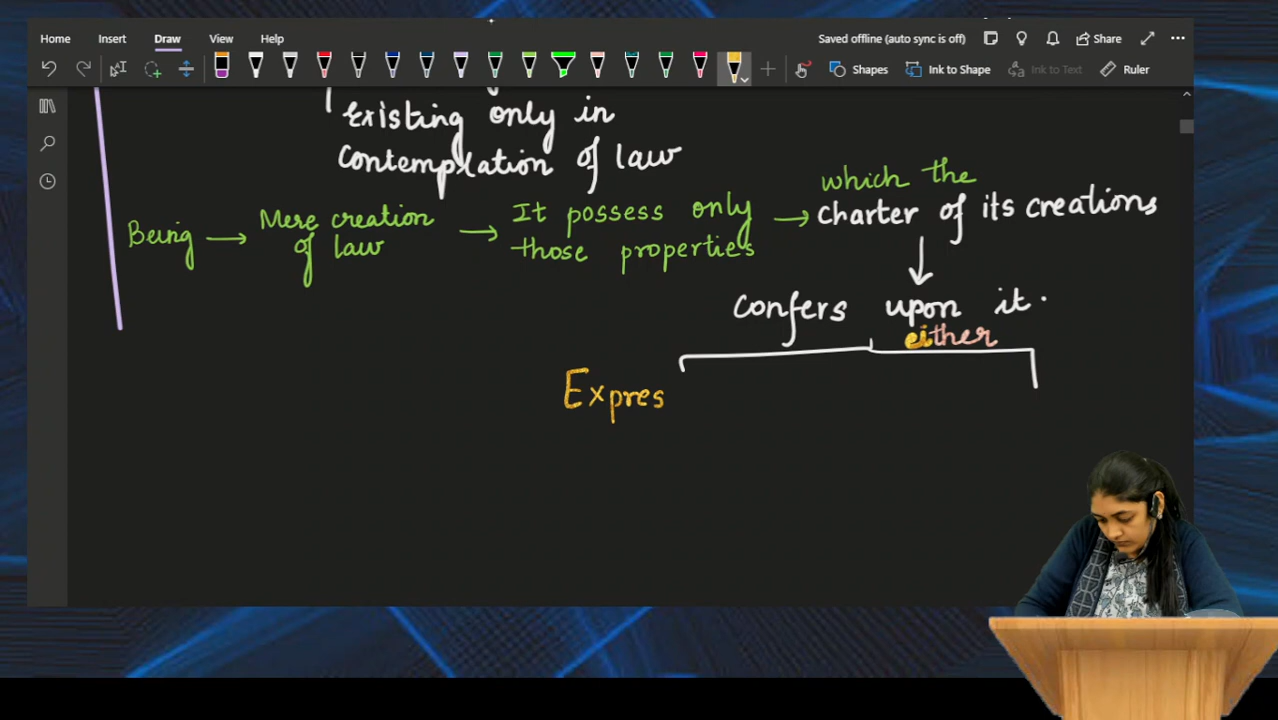 Home Insert Draw View Help Saved offline (auto sync is off) Share
Shapes Ink to Shape Ink to Text Ruler
Existing only in
Contemplation of law
Being → Mere creation of law → It possess only those properties → which the charter of its creations
Confers upon it.
either
Expres